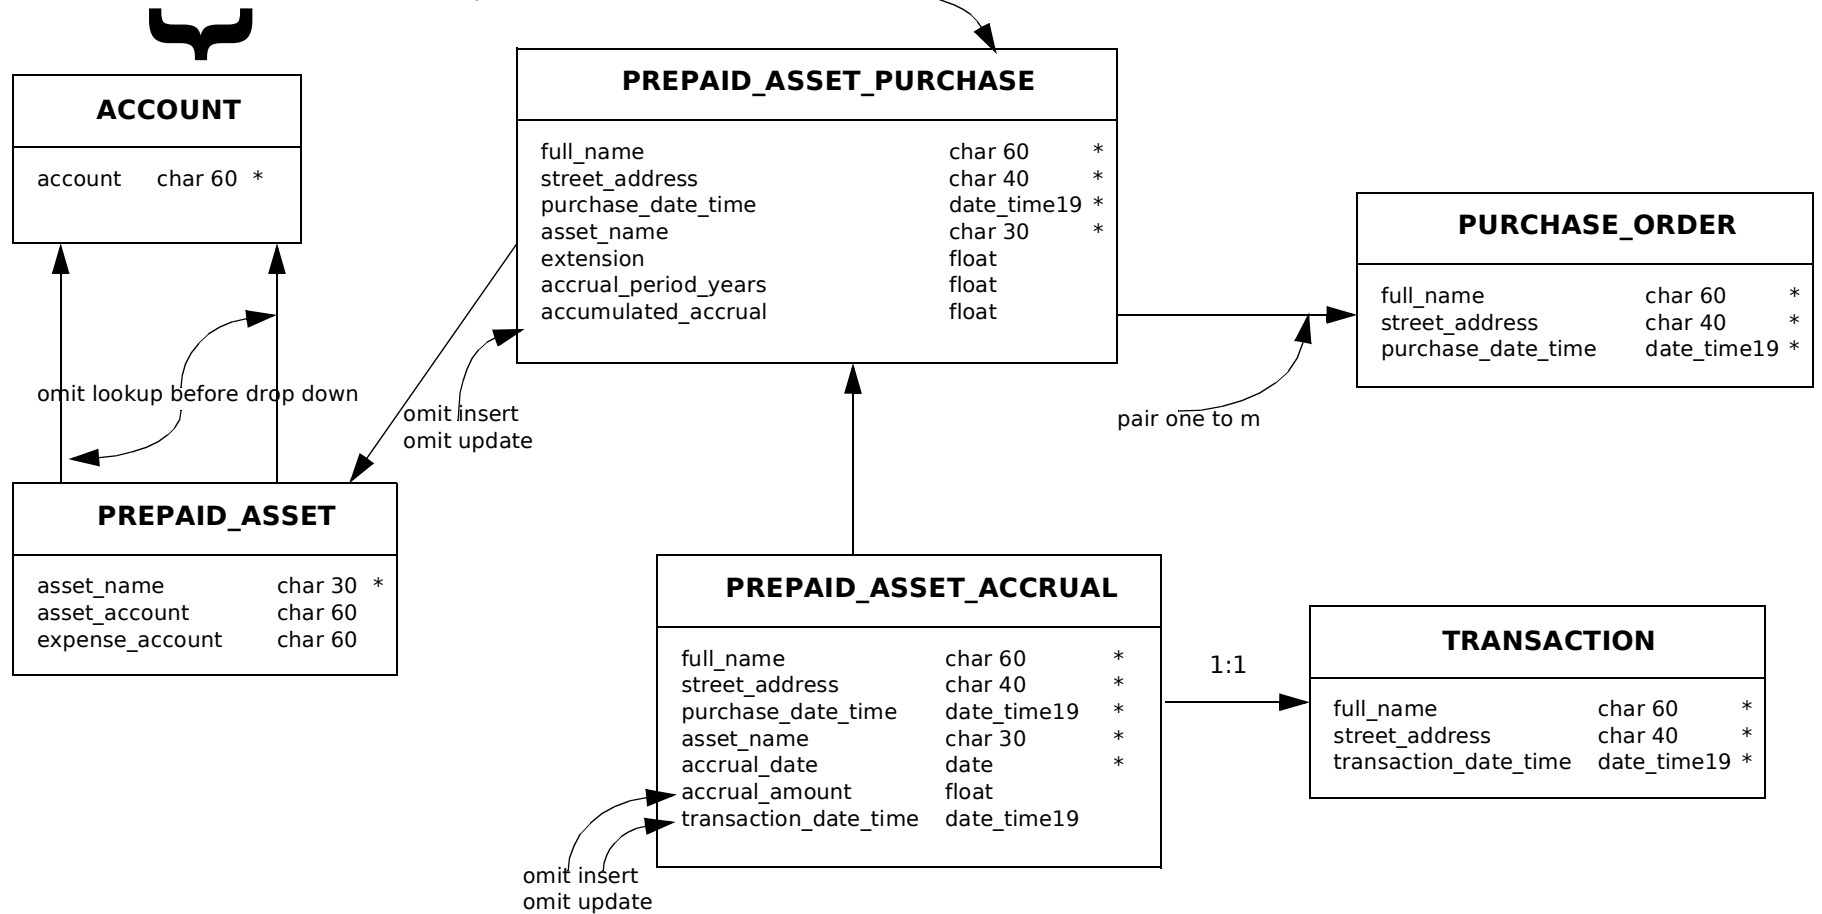 ACCOUNT
account char 60 *
PREPAID_ASSET_PURCHASE
full_name char 60 *
street_address char 40 *
purchase_date_time date_time19 *
asset_name char 30 *
extension float
accrual_period_years float
accumulated_accrual float
PURCHASE_ORDER
full_name char 60 *
street_address char 40 *
purchase_date_time date_time19 *
omit lookup before drop down
omit insert
omit update
pair one to m
PREPAID_ASSET
asset_name char 30 *
asset_account char 60
expense_account char 60
PREPAID_ASSET_ACCRUAL
full_name char 60 *
street_address char 40 *
purchase_date_time date_time19 *
asset_name char 30 *
accrual_date date *
accrual_amount float
transaction_date_time date_time19
omit insert
omit update
1:1
TRANSACTION
full_name char 60 *
street_address char 40 *
transaction_date_time date_time19 *